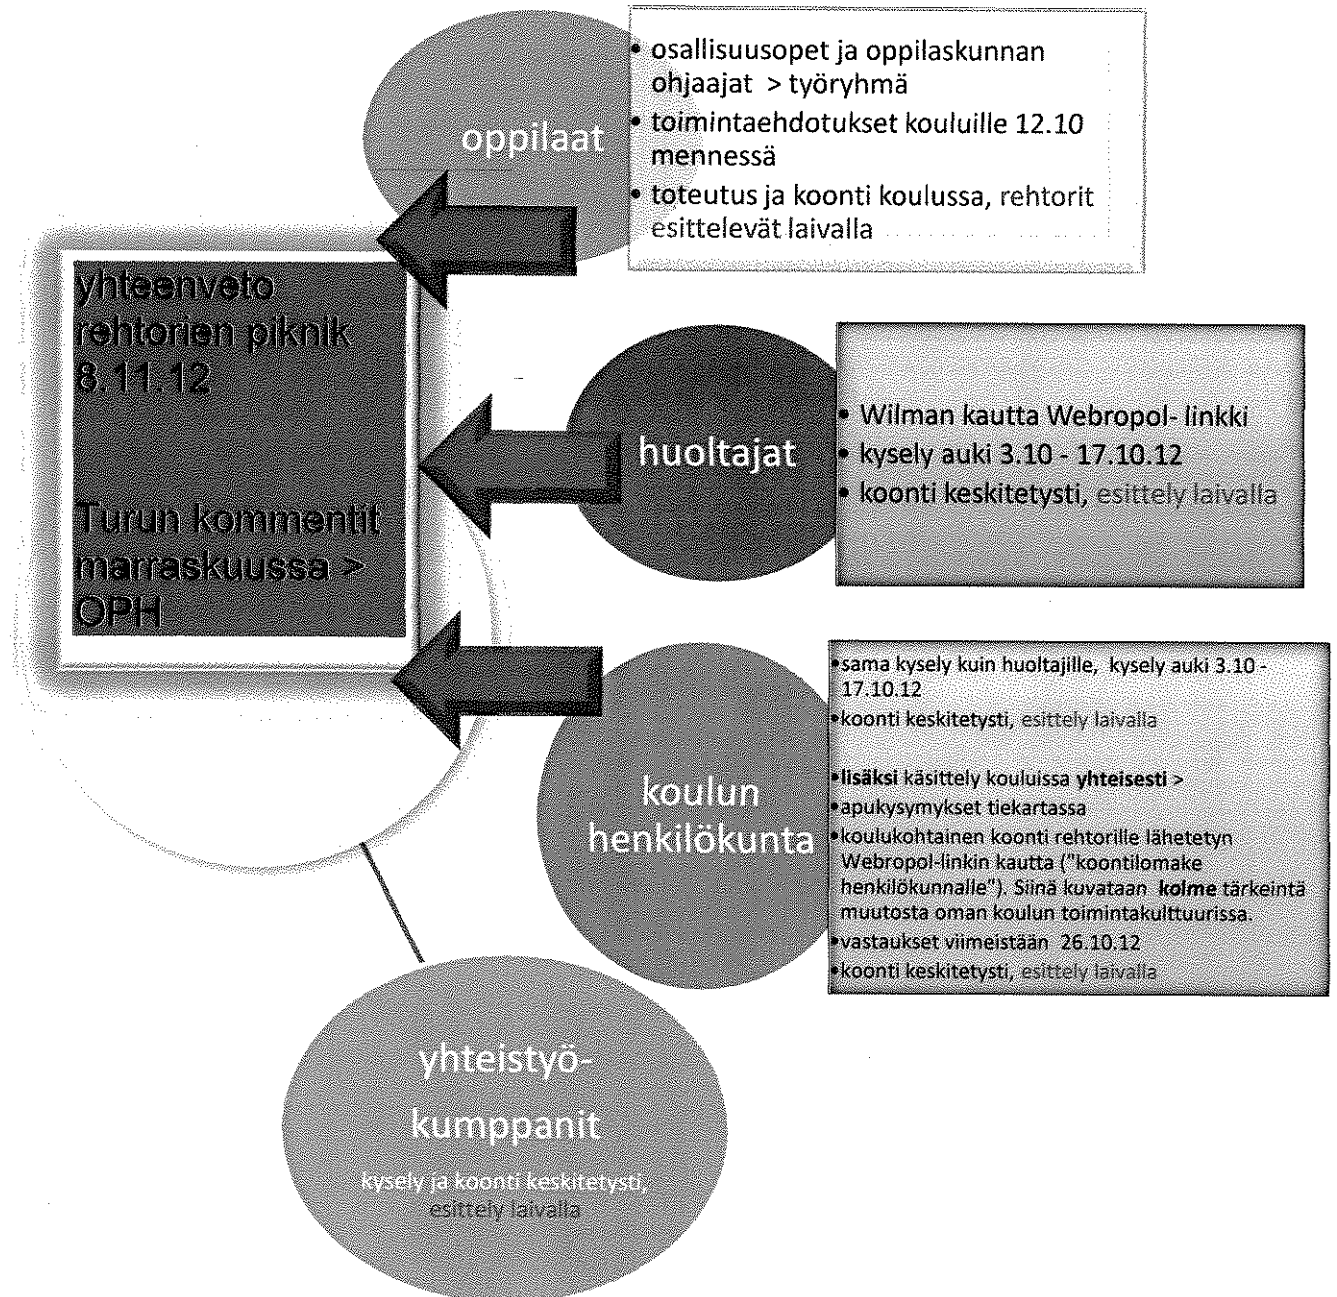 oppilaat
• osallisuusopet ja oppilaskunnan
ohjaajat > työryhmä
• toimintaehdotukset kouluille 12.10
mennessä
• toteutus ja koonti koulussa, rehtorit
esittelevät laivalla
yhteenveto
rehtorien piknik
8.11.12
Turun kommentit
marraskuussa >
OPH
huoltajat
• Wilman kautta Webropol- linkki
• kysely auki 3.10 - 17.10.12
• koonti keskitetysti, esittely laivalla
koulun
henkilökunta
•sama kysely kuin huoltajille, kysely auki 3.10 -
17.10.12
•koonti keskitetysti, esittely laivalla
•lisäksi käsittely kouluissa yhteisesti >
•apukysymykset tiekartassa
•koulukohtainen koonti rehtorille lähetetyn
Webropol-linkin kautta ("koontilomake
henkilökunnalle"). Siinä kuvataan kolme tärkeintä
muutosta oman koulun toimintakulttuurissa.
•vastaukset viimeistään 26.10.12
•koonti keskitetysti, esittely laivalla
yhteistyö-
kumppanit
kysely ja koonti keskitetysti,
esittely laivalla